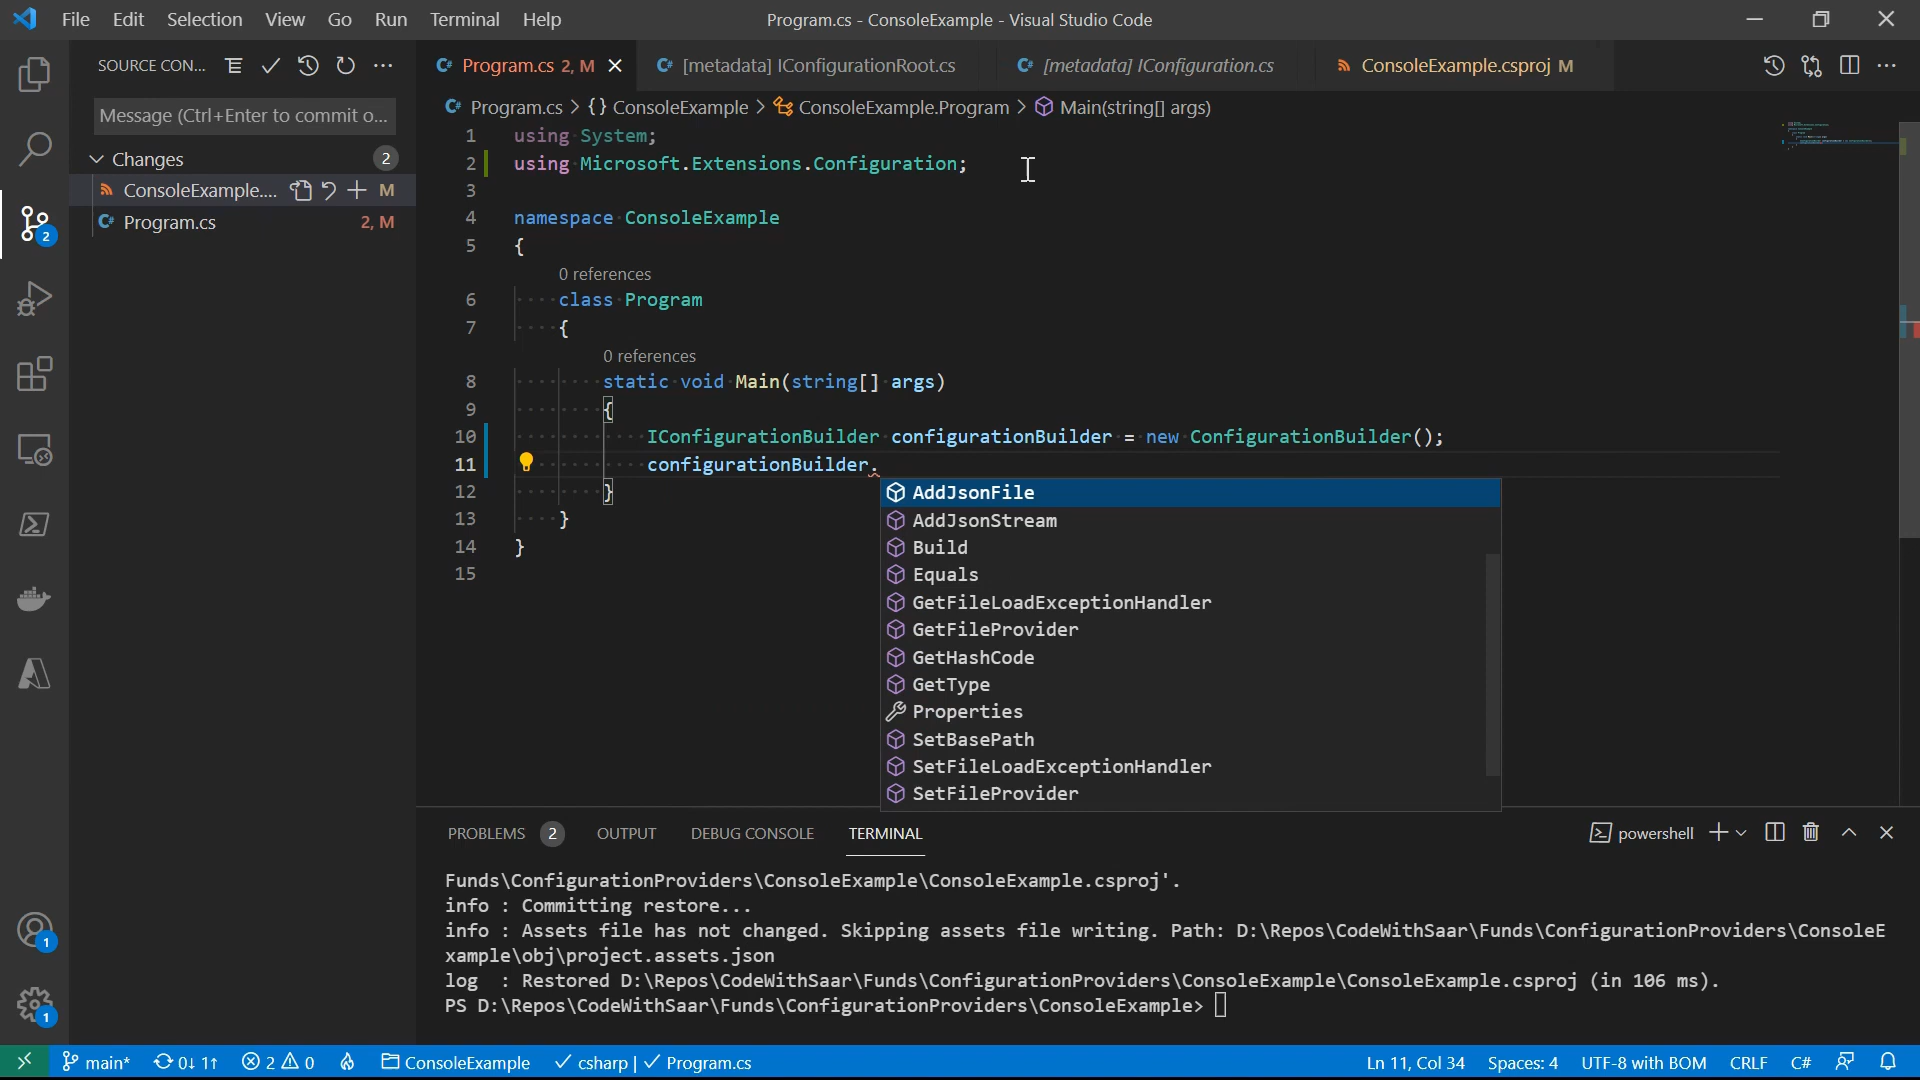 File Edit Selection View Go Run Terminal Help
Program.cs - ConsoleExample - Visual Studio Code
SOURCE CON...
Program.cs 2, M
[metadata] IConfigurationRoot.cs
[metadata] IConfiguration.cs
ConsoleExample.csproj M
Message (Ctrl+Enter to commit o...
Changes 2
ConsoleExample.... M
Program.cs 2, M
2
Program.cs > {} ConsoleExample > ConsoleExample.Program > Main(string[] args)
1 using System;
2 using Microsoft.Extensions.Configuration;
3
4 namespace ConsoleExample
5 {
0 references
6 class Program
7 {
0 references
8 static void Main(string[] args)
9 {
10 IConfigurationBuilder configurationBuilder = new ConfigurationBuilder();
11 configurationBuilder.
12 }
13 }
14 }
15
AddJsonFile
AddJsonStream
Build
Equals
GetFileLoadExceptionHandler
GetFileProvider
GetHashCode
GetType
Properties
SetBasePath
SetFileLoadExceptionHandler
SetFileProvider
PROBLEMS 2 OUTPUT DEBUG CONSOLE TERMINAL
powershell
Funds\ConfigurationProviders\ConsoleExample\ConsoleExample.csproj'.
info : Committing restore...
info : Assets file has not changed. Skipping assets file writing. Path: D:\Repos\CodeWithSaar\Funds\ConfigurationProviders\ConsoleE
xample\obj\project.assets.json
log  : Restored D:\Repos\CodeWithSaar\Funds\ConfigurationProviders\ConsoleExample\ConsoleExample.csproj (in 106 ms).
PS D:\Repos\CodeWithSaar\Funds\ConfigurationProviders\ConsoleExample>
1
1
main* 0↓ 1↑ 2 0 ConsoleExample ✓ csharp | ✓ Program.cs
Ln 11, Col 34 Spaces: 4 UTF-8 with BOM CRLF C#